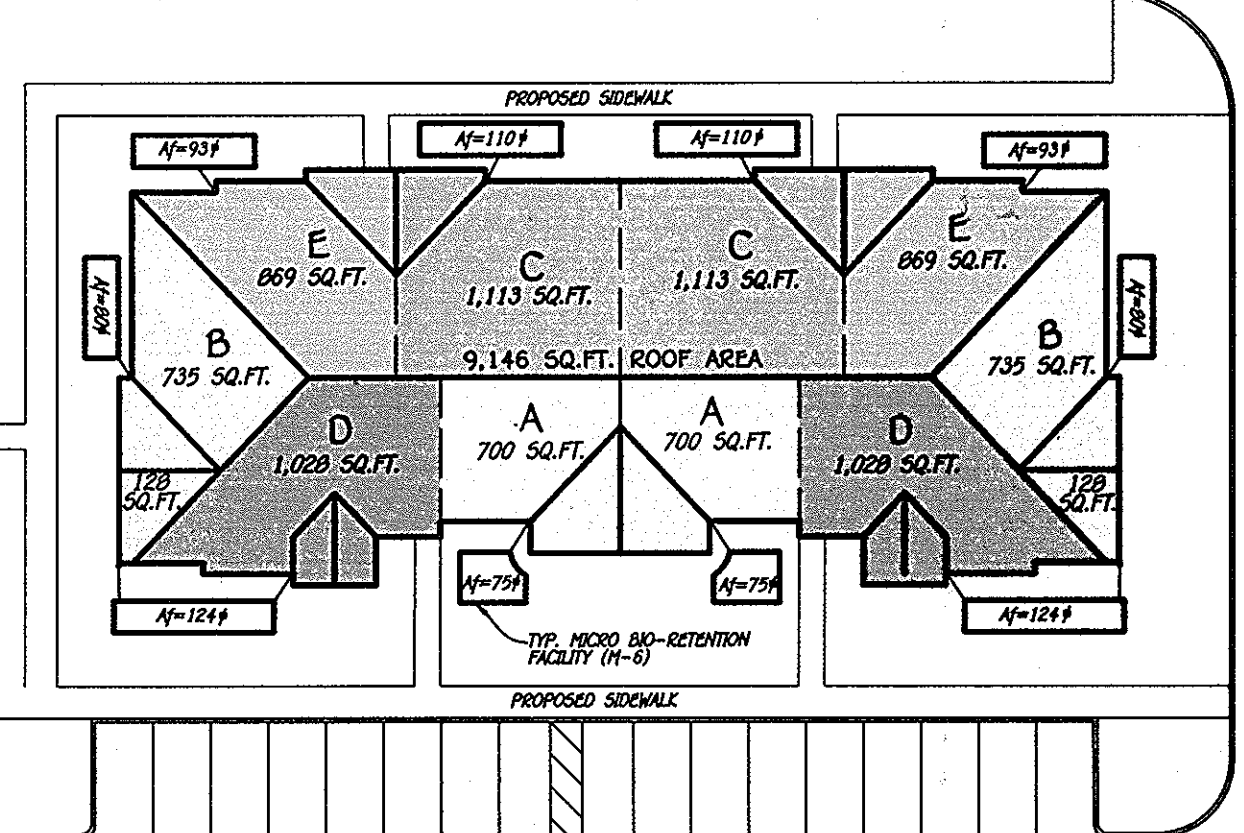 PROPOSED SIDEWALK
Af=93⏍
Af=110⏍
Af=110⏍
Af=93⏍
E
869 SQ.FT.
C
1,113 SQ.FT.
C
1,113 SQ.FT.
E
869 SQ.FT.
Af=80⏍
Af=80⏍
B
735 SQ.FT.
9,146 SQ.FT. ROOF AREA
B
735 SQ.FT.
D
1,028 SQ.FT.
A
700 SQ.FT.
A
700 SQ.FT.
D
1,028 SQ.FT.
128
SQ.FT.
128
SQ.FT.
Af=75⏍
Af=75⏍
Af=124⏍
Af=124⏍
TYP. MICRO BIO-RETENTION
FACILITY (M-6)
PROPOSED SIDEWALK